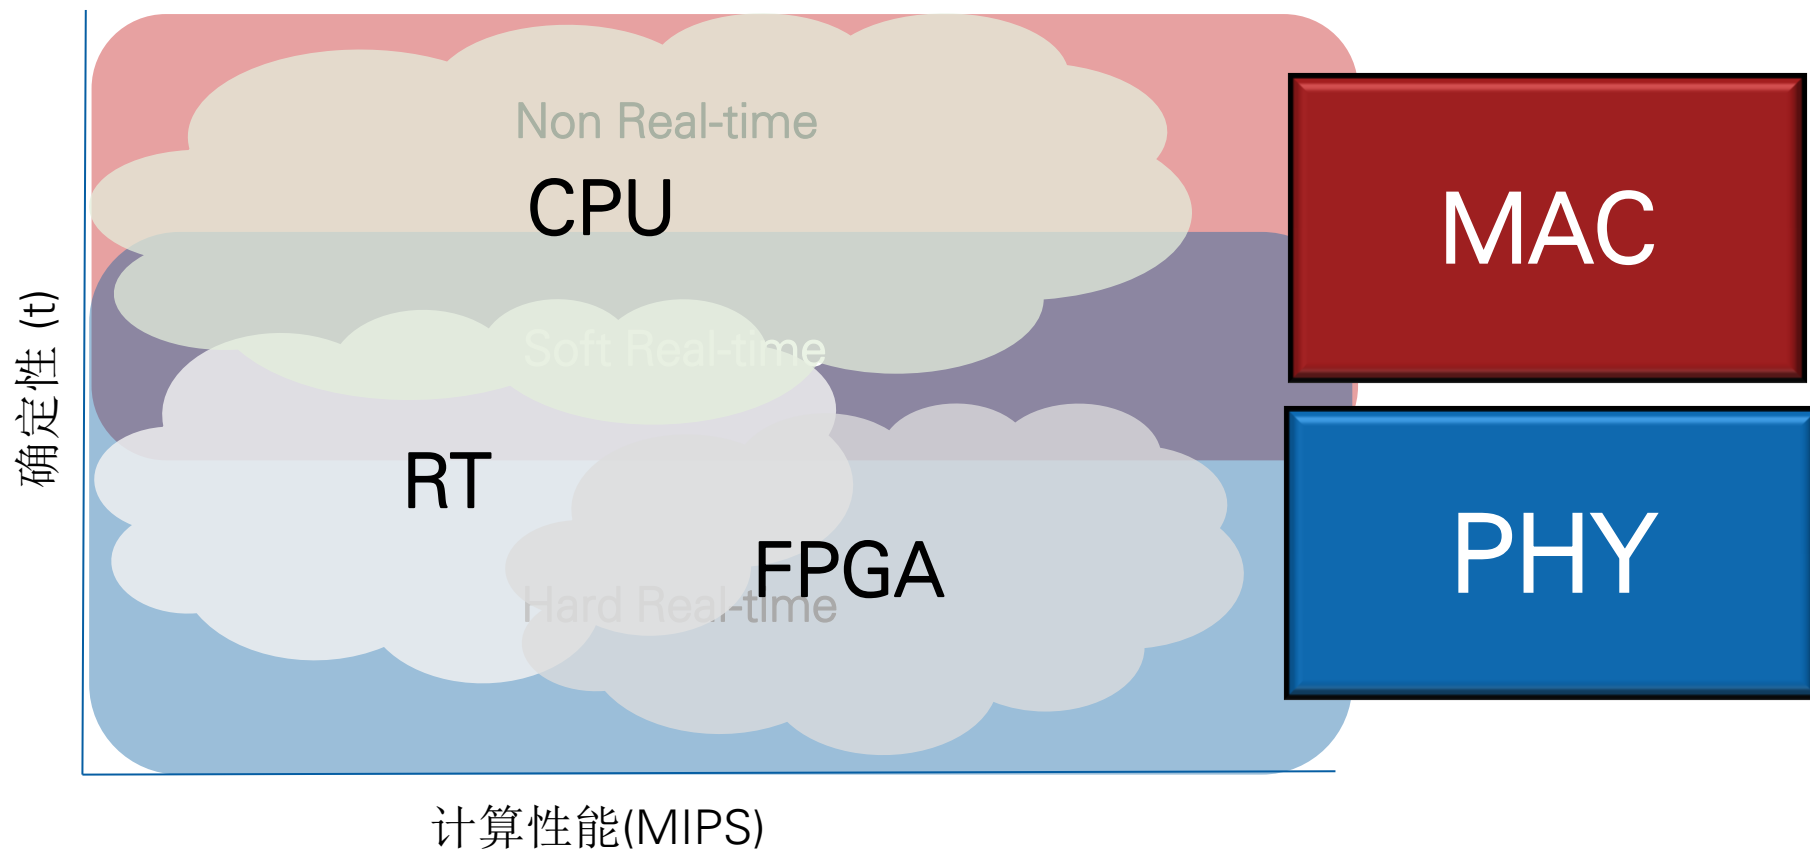 Non Real-time
CPU
MAC
确定性 (t)
Soft Real-time
RT
FPGA
PHY
Hard Real-time
计算性能(MIPS)